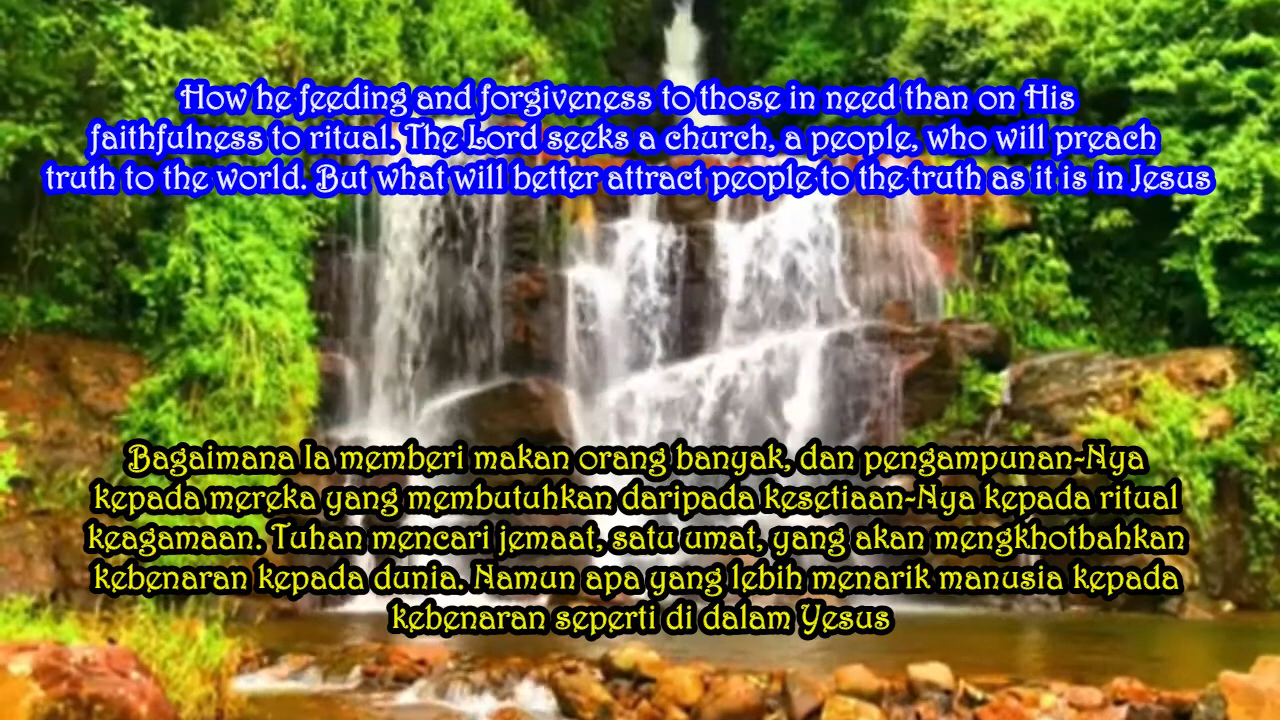 How he feeding and forgiveness to those in need than on His
faithfulness to ritual. The Lord seeks a church, a people, who will preach
truth to the world. But what will better attract people to the truth as it is in Jesus
Bagaimana Ia memberi makan orang banyak, dan pengampunan-Nya
kepada mereka yang membutuhkan daripada kesetiaan-Nya kepada ritual
keagamaan. Tuhan mencari jemaat, satu umat, yang akan mengkhotbahkan
kebenaran kepada dunia. Namun apa yang lebih menarik manusia kepada
kebenaran seperti di dalam Yesus